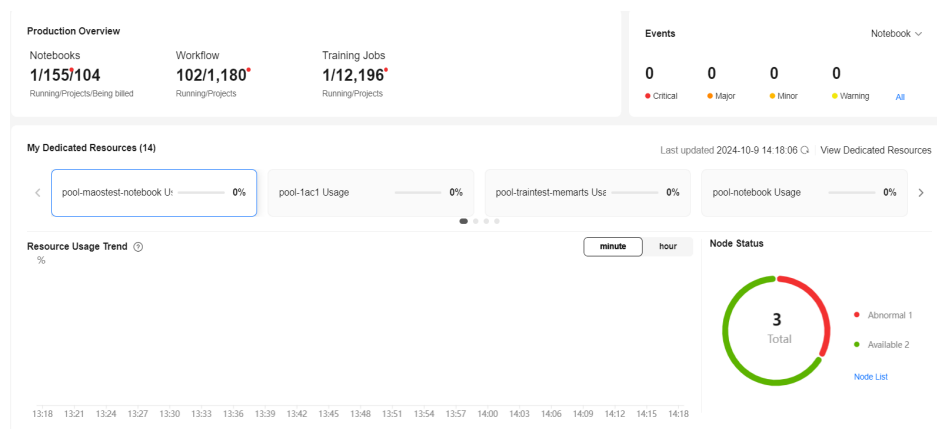 Production Overview
Notebooks
1/155/104
Running/Projects/Being billed
Workflow
102/1,180
Running/Projects
Training Jobs
1/12,196
Running/Projects
Events
Notebook
0
Critical
0
Major
0
Minor
0
Warning
All
My Dedicated Resources (14)
Last updated 2024-10-9 14:18:06
View Dedicated Resources
pool-maostest-notebook Us 0%
pool-1ac1 Usage 0%
pool-traintest-memarts Usa 0%
pool-notebook Usage 0%
Resource Usage Trend
minute hour
%
13:18 13:21 13:24 13:27 13:30 13:33 13:36 13:39 13:42 13:45 13:48 13:51 13:54 13:57 14:00 14:03 14:06 14:09 14:12 14:15 14:18
Node Status
3
Total
Abnormal 1
Available 2
Node List